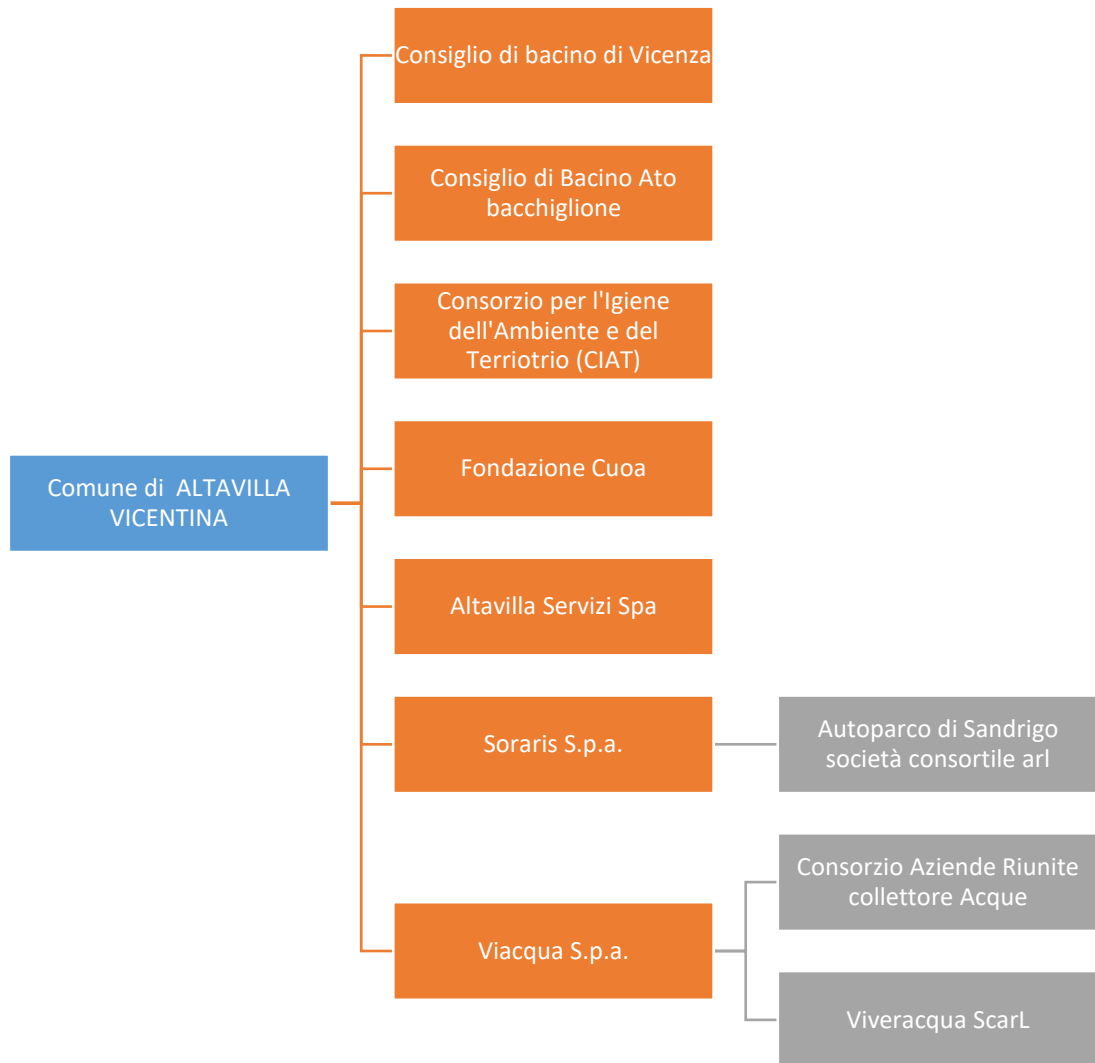 Consiglio di bacino di Vicenza
Consiglio di Bacino Ato
bacchiglione
Consorzio per l'Igiene
dell'Ambiente e del
Terriotrio (CIAT)
Fondazione Cuoa
Comune di  ALTAVILLA
VICENTINA
Altavilla Servizi Spa
Soraris S.p.a.
Autoparco di Sandrigo
società consortile arl
Consorzio Aziende Riunite
collettore Acque
Viacqua S.p.a.
Viveracqua ScarL